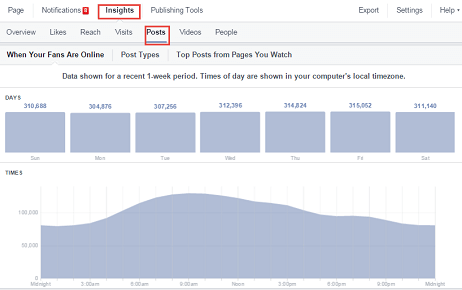 Page Notifications 8 Insights Publishing Tools Export Settings Help
Overview Likes Reach Visits Posts Videos People
When Your Fans Are Online Post Types Top Posts from Pages You Watch
Data shown for a recent 1-week period. Times of day are shown in your computer's local timezone.
DAYS
310,688 304,876 307,256 312,396 314,824 315,052 311,140
Sun Mon Tue Wed Thu Fri Sat
TIMES
100,000
50,000
0
Midnight 3:00am 6:00am 9:00am Noon 3:00pm 6:00pm 9:00pm Midnight